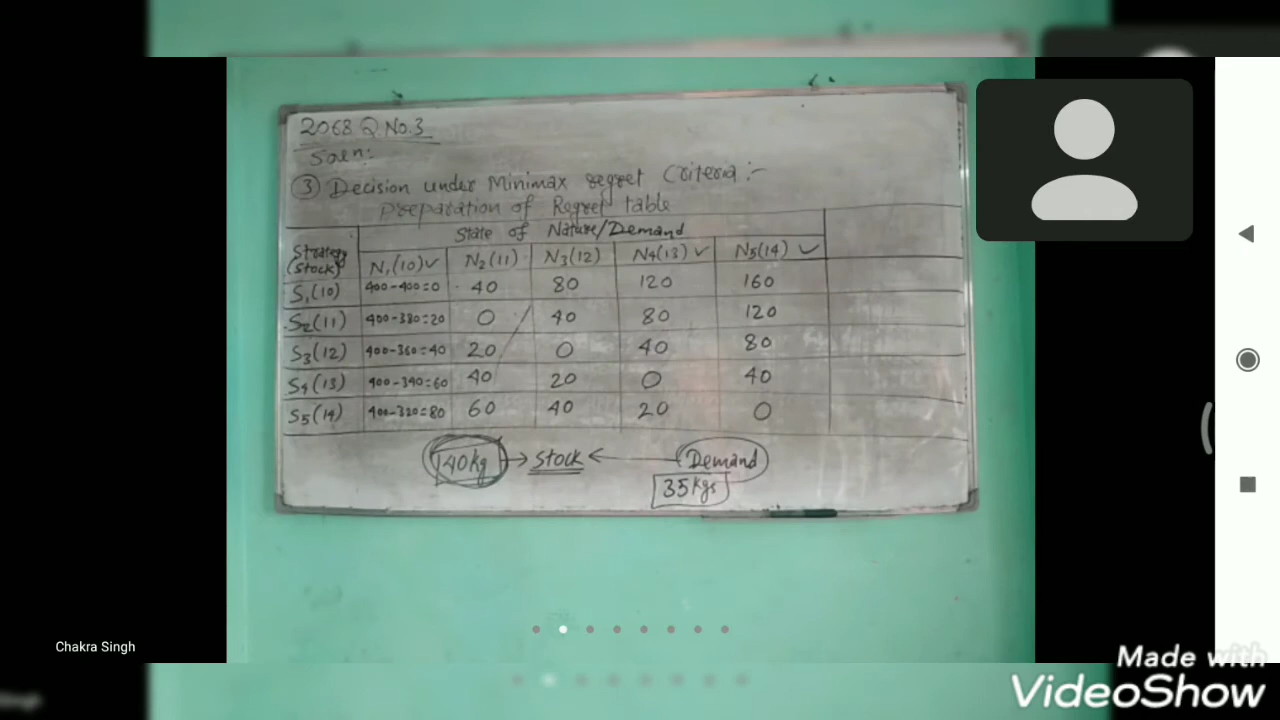 2068 Q No.3
Soln:
③ Decision under Minimax regret Criteria :-
Preparation of Regret table
Strategy (Stock) State of Nature/Demand
N₁(10)✓ N₂(11) N₃(12) N₄(13) ✓ N₅(14) ✓
S₁(10) 400-400=0 40 80 120 160
S₂(11) 400-380=20 0 40 80 120
S₃(12) 400-360=40 20 0 40 80
S₄(13) 400-340=60 40 20 0 40
S₅(14) 400-320=80 60 40 20 0
40kg → Stock ← Demand
35kgs
Chakra Singh
Made with
VideoShow